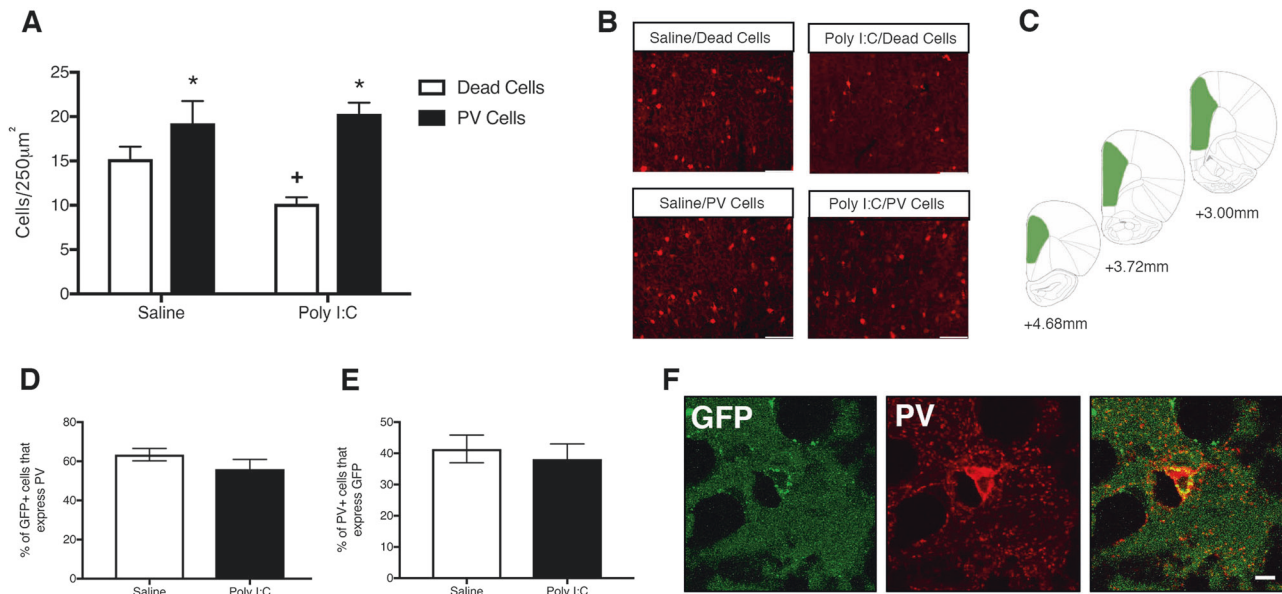 A
Cells/250μm²
25
20
15
10
5
0
*
+
*
Saline
Poly I:C
Dead Cells
PV Cells
B
Saline/Dead Cells
Poly I:C/Dead Cells
Saline/PV Cells
Poly I:C/PV Cells
C
+3.00mm
+3.72mm
+4.68mm
D
% of GFP+ cells that
express PV
80
60
40
20
0
Saline
Poly I:C
E
% of PV+ cells that
express GFP
50
40
30
20
10
0
Saline
Poly I:C
F
GFP
PV